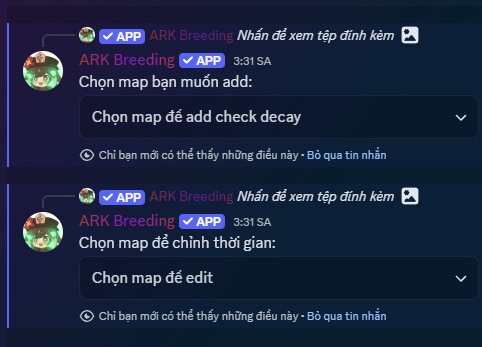 APP ARK Breeding Nhấn để xem tệp đính kèm
ARK Breeding APP 3:31 SA
Chọn map bạn muốn add:
Chọn map để add check decay
Chỉ bạn mới có thể thấy những điều này • Bỏ qua tin nhắn
APP ARK Breeding Nhấn để xem tệp đính kèm
ARK Breeding APP 3:31 SA
Chọn map để chỉnh thời gian:
Chọn map để edit
Chỉ bạn mới có thể thấy những điều này • Bỏ qua tin nhắn